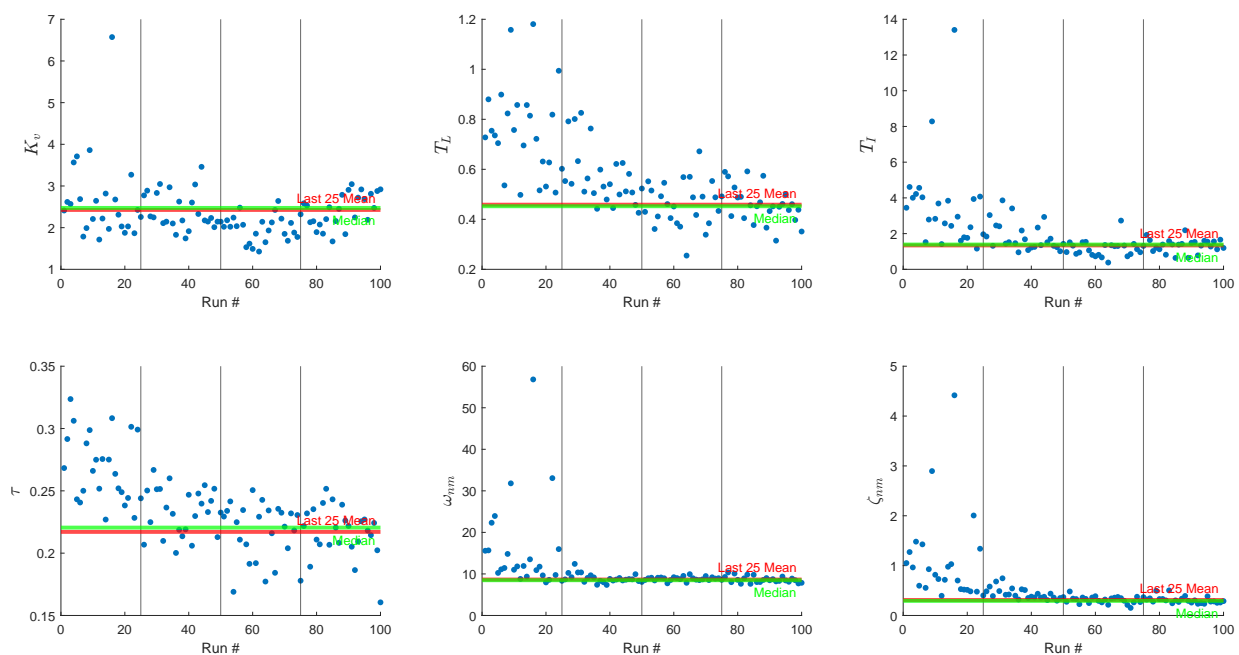 7
6
5
4
3
2
1
K_v
Last 25 Mean
Median
0 20 40 60 80 100
Run #
1.2
1
0.8
0.6
0.4
0.2
T_L
Last 25 Mean
Median
0 20 40 60 80 100
Run #
14
12
10
8
6
4
2
0
T_I
Last 25 Mean
Median
0 20 40 60 80 100
Run #
0.35
0.3
0.25
0.2
0.15
τ
Last 25 Mean
Median
0 20 40 60 80 100
Run #
60
50
40
30
20
10
0
ω_nm
Last 25 Mean
Median
0 20 40 60 80 100
Run #
5
4
3
2
1
0
ζ_nm
Last 25 Mean
Median
0 20 40 60 80 100
Run #